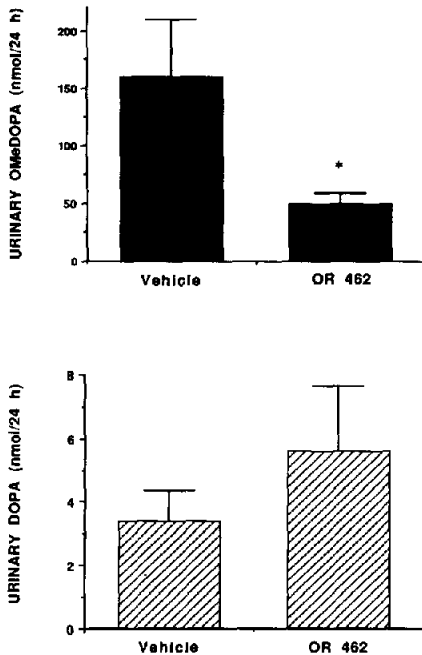 URINARY OMeDOPA (nmol/24 h)
200
150
100
50
0
*
Vehicle OR 462
URINARY DOPA (nmol/24 h)
8
6
4
2
0
Vehicle OR 462